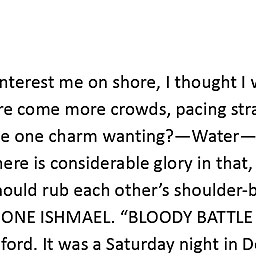 nterest me on shore, I thought I w
re come more crowds, pacing stra
e one charm wanting?—Water—
here is considerable glory in that,
hould rub each other’s shoulder-b
ONE ISHMAEL. “BLOODY BATTLE
ford. It was a Saturday night in De